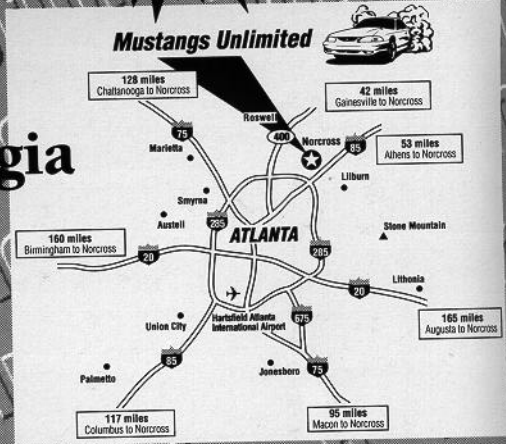 Mustangs Unlimited
128 miles
Chattanooga to Norcross
42 miles
Gainesville to Norcross
Roswell
400
75
Norcross
85
53 miles
Athens to Norcross
gia
Marietta
Lilburn
Smyrna
Austell
285
ATLANTA
Stone Mountain
160 miles
Birmingham to Norcross
20
285
Lithonia
20
165 miles
Augusta to Norcross
Hartsfield Atlanta
International Airport
Union City
675
85
Jonesboro
75
Palmetto
117 miles
Columbus to Norcross
95 miles
Macon to Norcross